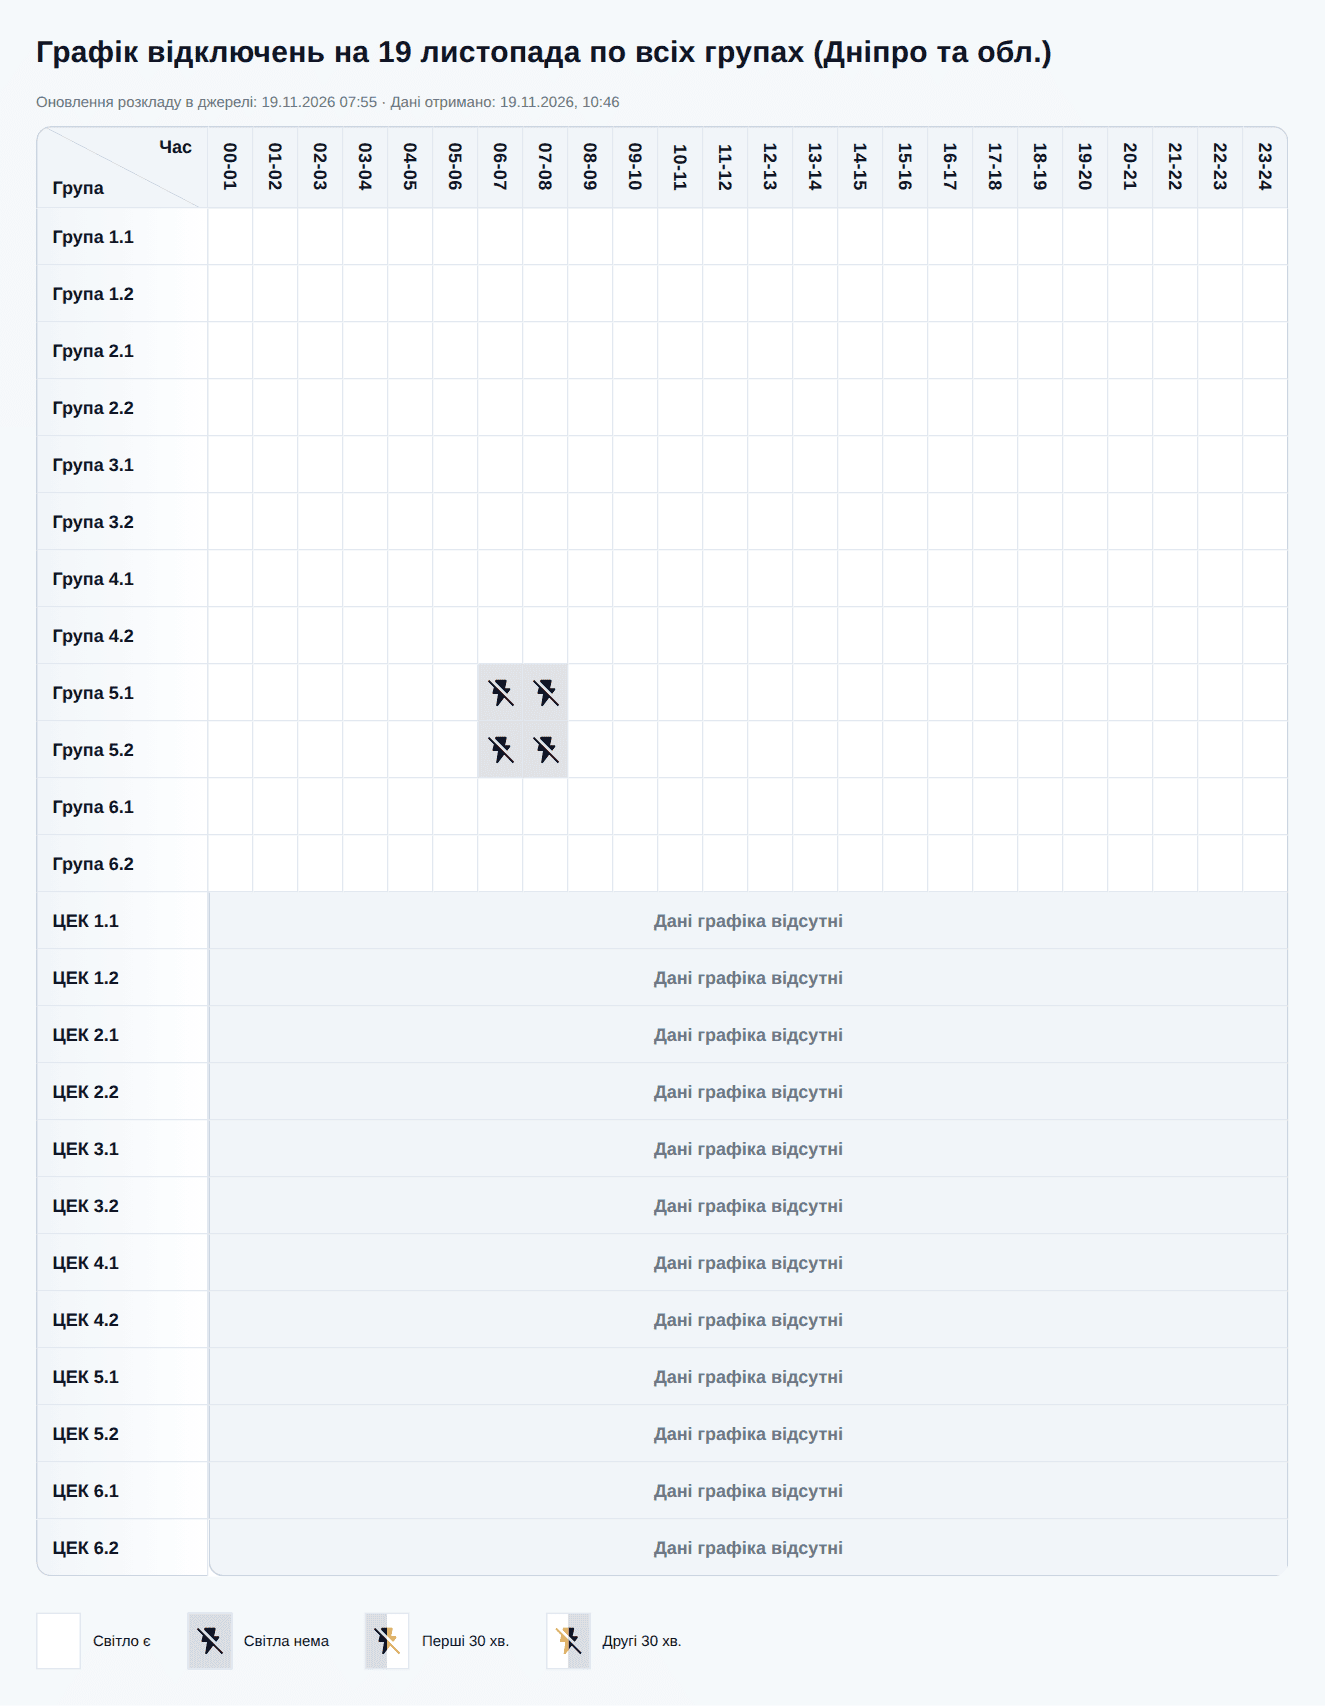 Графік відключень на 19 листопада по всіх групах (Дніпро та обл.)
Оновлення розкладу в джерелі: 19.11.2026 07:55 · Дані отримано: 19.11.2026, 10:46
Час
Група
00-01 01-02 02-03 03-04 04-05 05-06 06-07 07-08 08-09 09-10 10-11 11-12 12-13 13-14 14-15 15-16 16-17 17-18 18-19 19-20 20-21 21-22 22-23 23-24
Група 1.1
Група 1.2
Група 2.1
Група 2.2
Група 3.1
Група 3.2
Група 4.1
Група 4.2
Група 5.1
Група 5.2
Група 6.1
Група 6.2
ЦЕК 1.1 Дані графіка відсутні
ЦЕК 1.2 Дані графіка відсутні
ЦЕК 2.1 Дані графіка відсутні
ЦЕК 2.2 Дані графіка відсутні
ЦЕК 3.1 Дані графіка відсутні
ЦЕК 3.2 Дані графіка відсутні
ЦЕК 4.1 Дані графіка відсутні
ЦЕК 4.2 Дані графіка відсутні
ЦЕК 5.1 Дані графіка відсутні
ЦЕК 5.2 Дані графіка відсутні
ЦЕК 6.1 Дані графіка відсутні
ЦЕК 6.2 Дані графіка відсутні
Світло є Світла нема Перші 30 хв. Другі 30 хв.